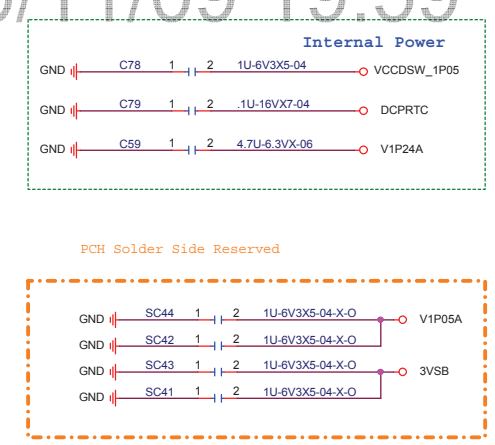 Internal Power
GND C78 1 2 1U-6V3X5-04 VCCDSW_1P05
GND C79 1 2 .1U-16VX7-04 DCPRTC
GND C59 1 2 4.7U-6.3VX-06 V1P24A
PCH Solder Side Reserved
GND SC44 1 2 1U-6V3X5-04-X-O V1P05A
GND SC42 1 2 1U-6V3X5-04-X-O
GND SC43 1 2 1U-6V3X5-04-X-O 3VSB
GND SC41 1 2 1U-6V3X5-04-X-O